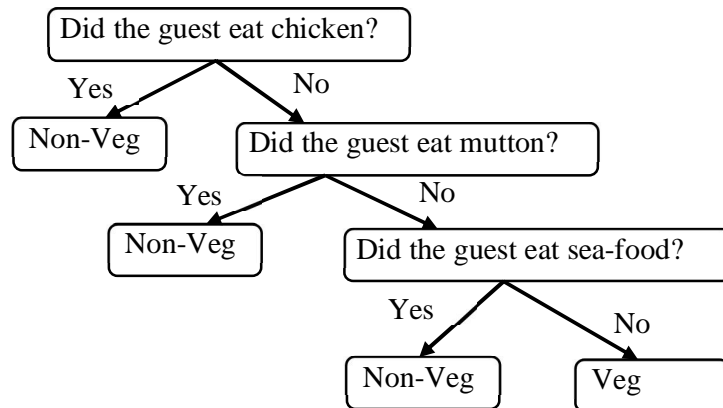 Did the guest eat chicken?
Yes
No
Non-Veg
Did the guest eat mutton?
Yes
No
Non-Veg
Did the guest eat sea-food?
Yes
No
Non-Veg
Veg